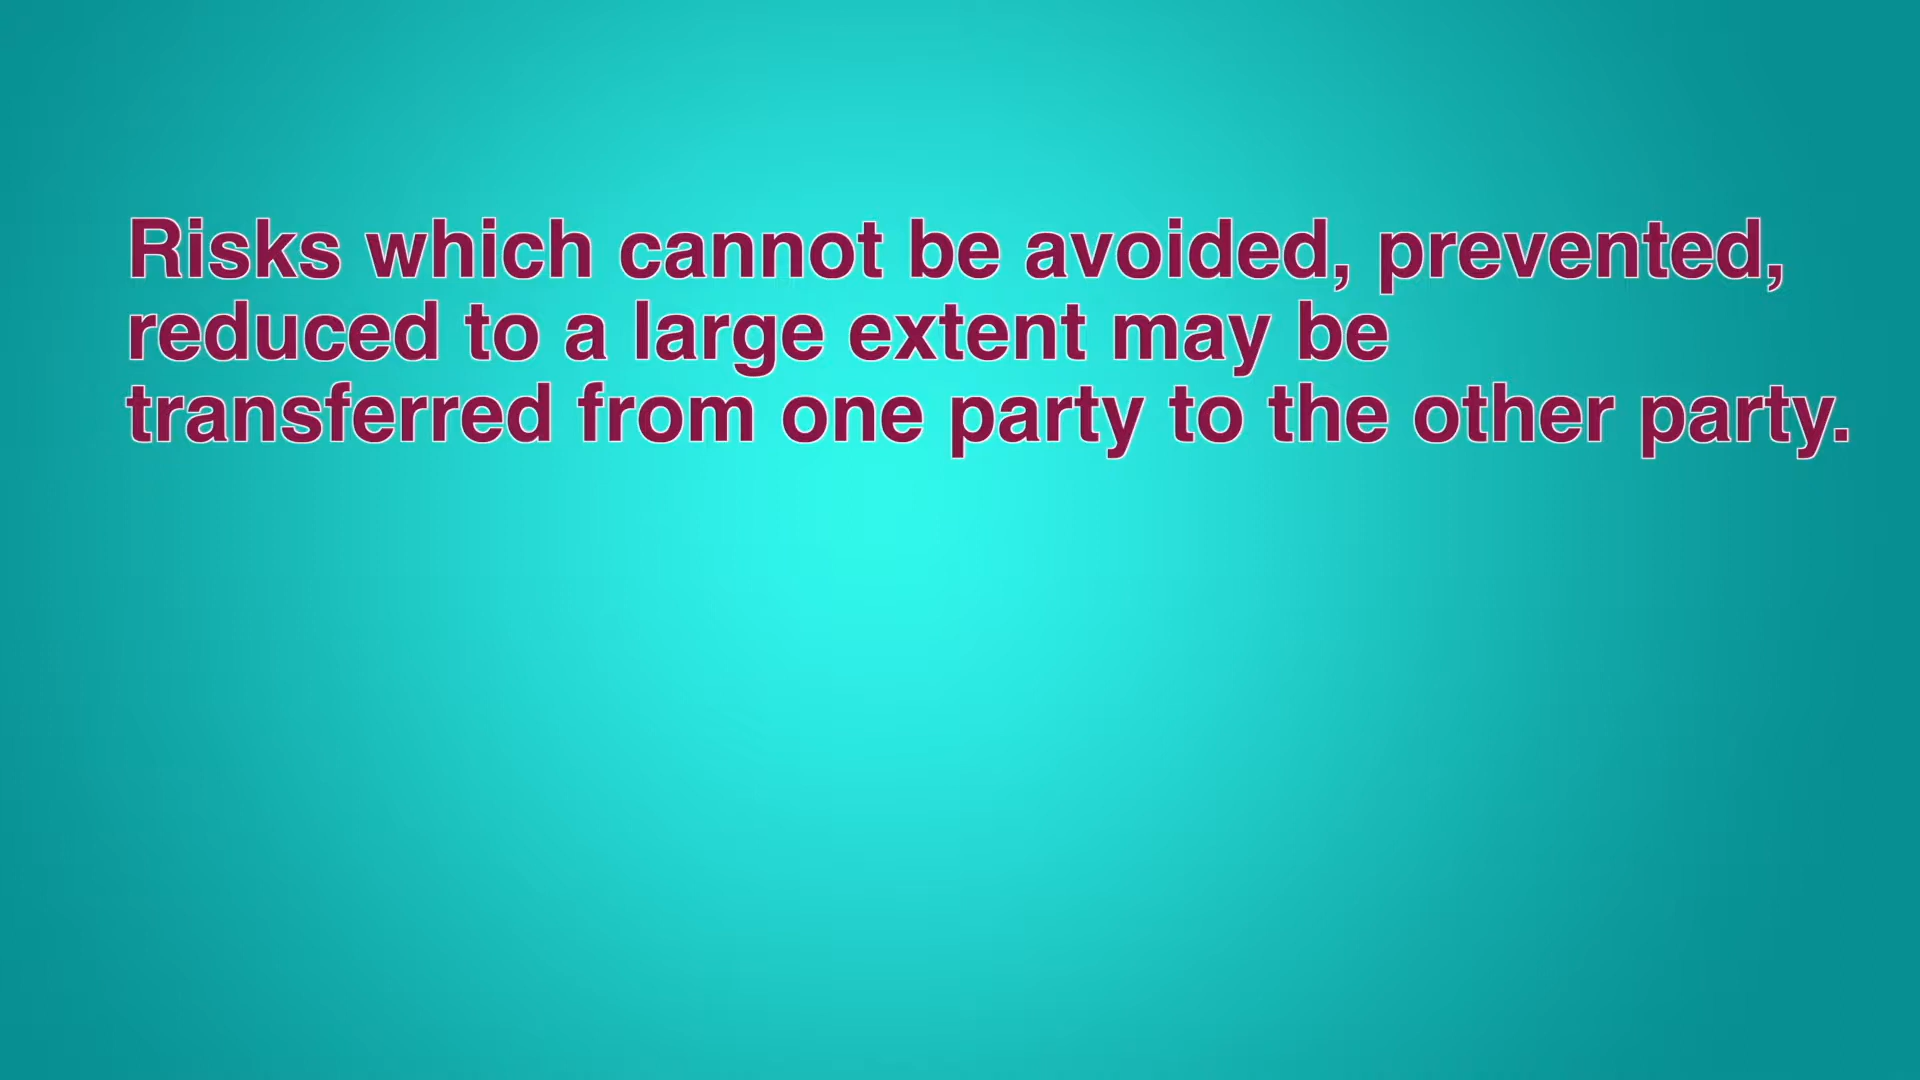 Risks which cannot be avoided, prevented,
reduced to a large extent may be
transferred from one party to the other party.